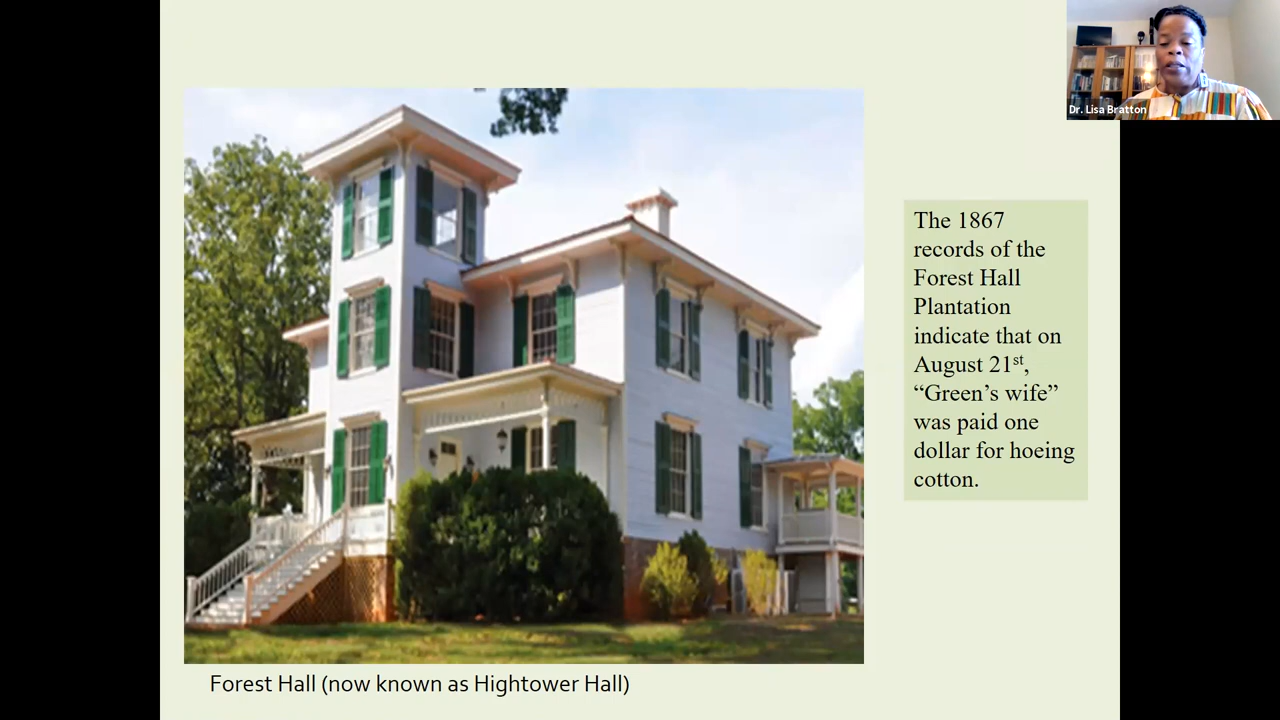 Dr. Lisa Bratton
The 1867
records of the
Forest Hall
Plantation
indicate that on
August 21st,
“Green’s wife”
was paid one
dollar for hoeing
cotton.
Forest Hall (now known as Hightower Hall)